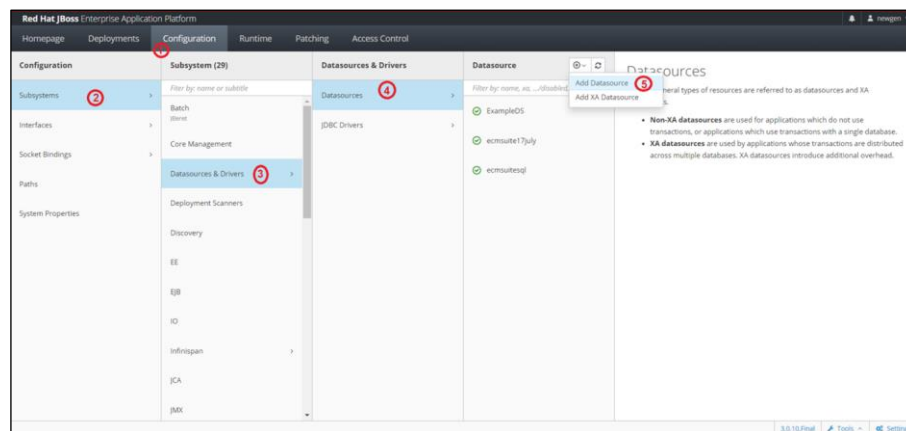 Red Hat JBoss Enterprise Application Platform
newgen
Homepage Deployments Configuration Runtime Patching Access Control
1
Configuration
Subsystems 2
Interfaces
Socket Bindings
Paths
System Properties
Subsystem (29)
Filter by: name or subtitle
Batch
JBeret
Core Management
Datasources & Drivers 3
Deployment Scanners
Discovery
EE
EJB
IO
Infinispan
JCA
JMX
Datasources & Drivers
Datasources 4
JDBC Drivers
Datasource
Filter by: name, xa, .../disabled,
Add Datasource 5
Add XA Datasource
ExampleDS
ecmsuite17july
ecmsuitesql
Datasources
eral types of resources are referred to as datasources and XA
s.
• Non-XA datasources are used for applications which do not use
transactions, or applications which use transactions with a single database.
• XA datasources are used by applications whose transactions are distributed
across multiple databases. XA datasources introduce additional overhead.
3.0.10.Final Tools Settings